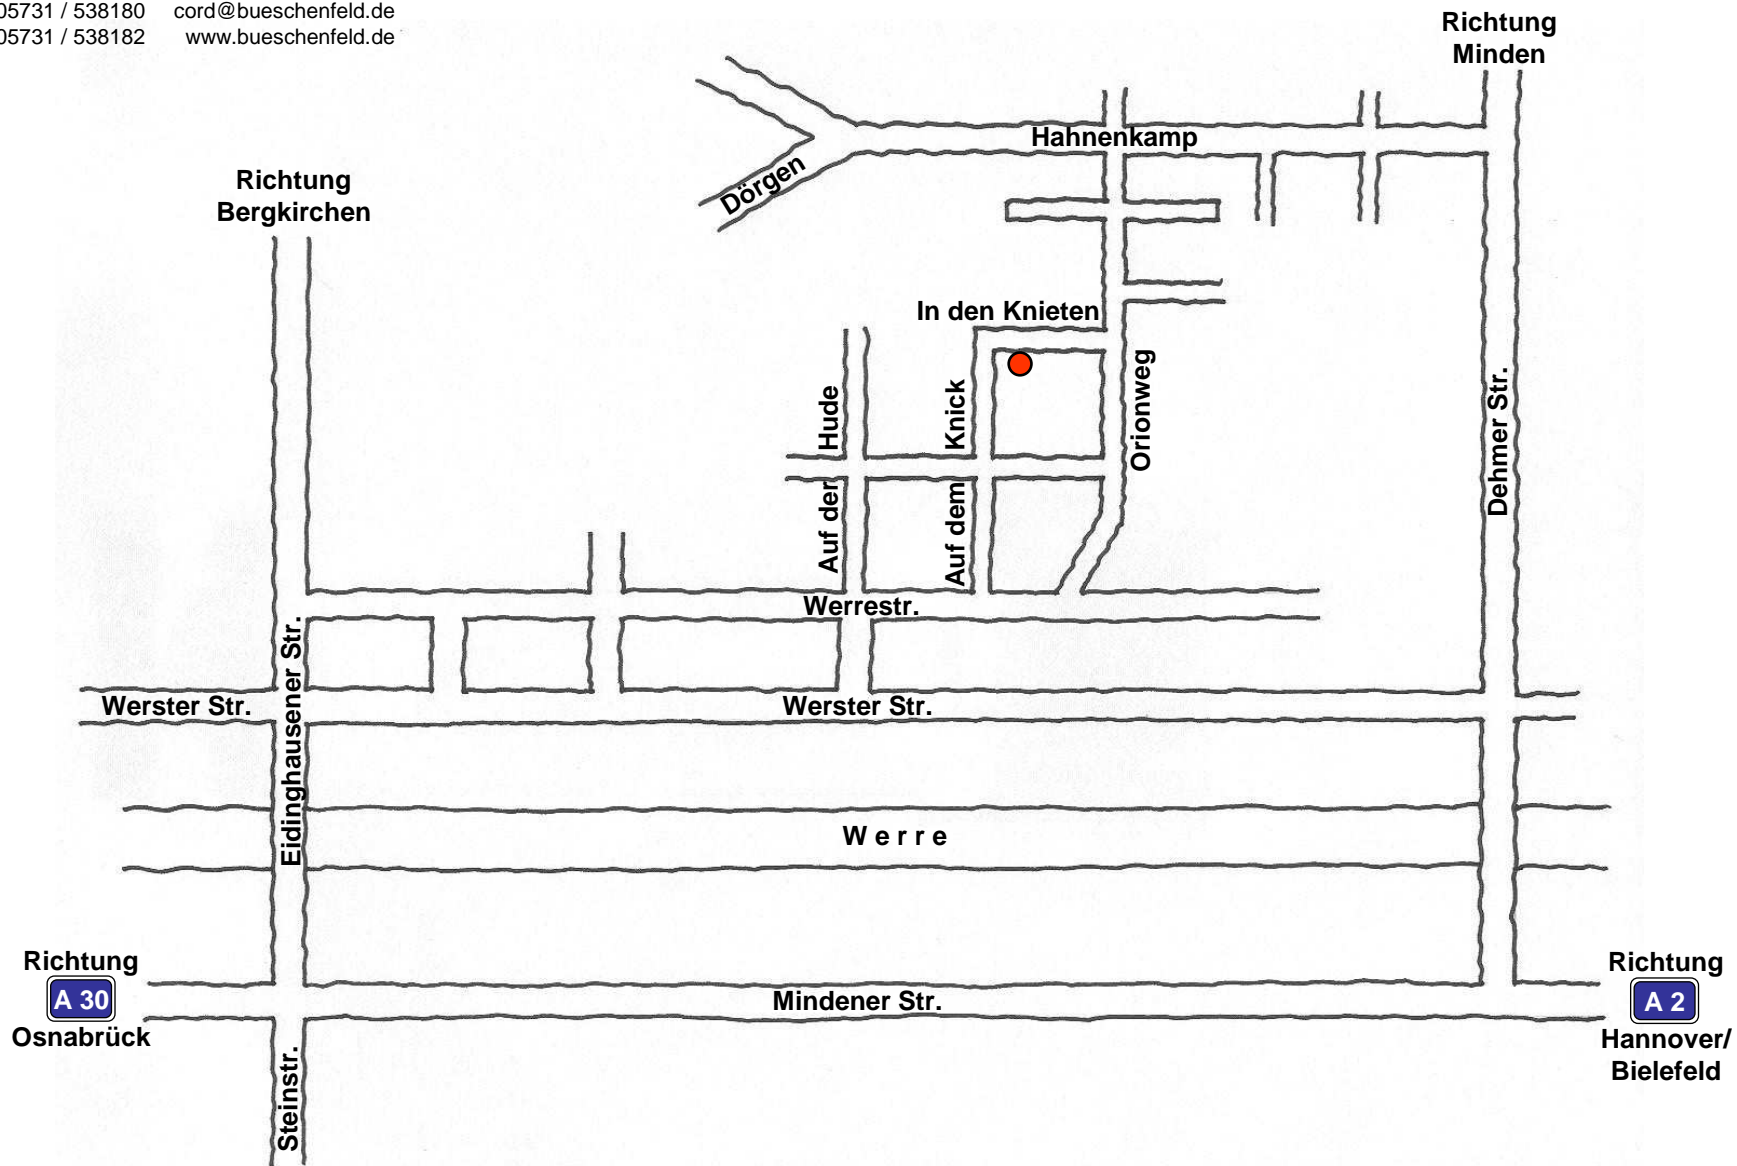 05731 / 538180 cord@bueschenfeld.de
05731 / 538182 www.bueschenfeld.de
Richtung
Minden
Hahnenkamp
Dörgen
Richtung
Bergkirchen
In den Knieten
Auf der Hude
Auf dem Knick
Orionweg
Dehmer Str.
Werrestr.
Eidinghausener Str.
Werster Str.
Werster Str.
Werre
Richtung
A 30
Osnabrück
Mindener Str.
Richtung
A 2
Hannover/
Bielefeld
Steinstr.